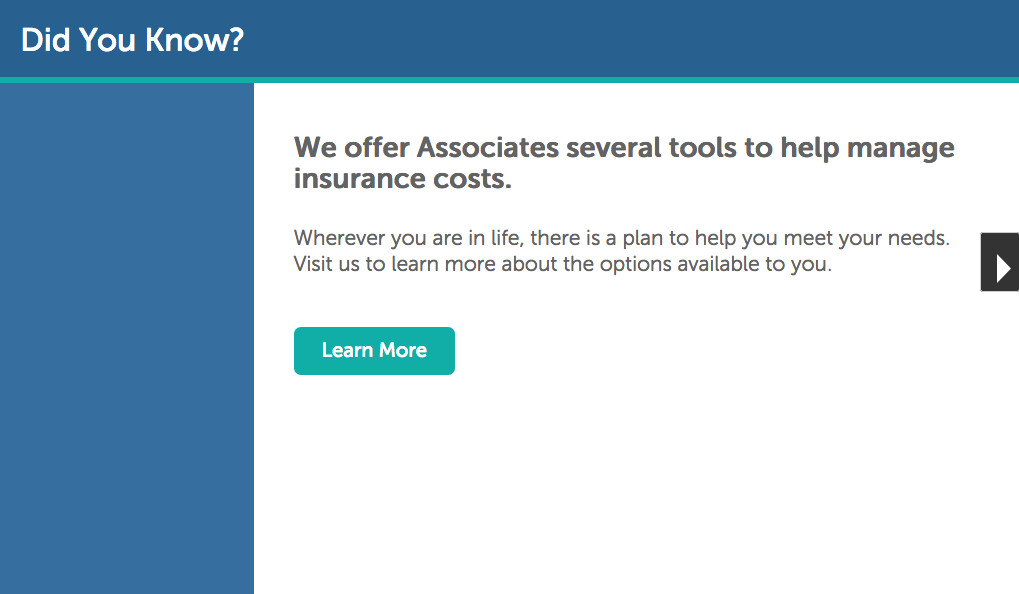 Did You Know?
We offer Associates several tools to help manage
insurance costs.
Wherever you are in life, there is a plan to help you meet your needs.
Visit us to learn more about the options available to you.
Learn More